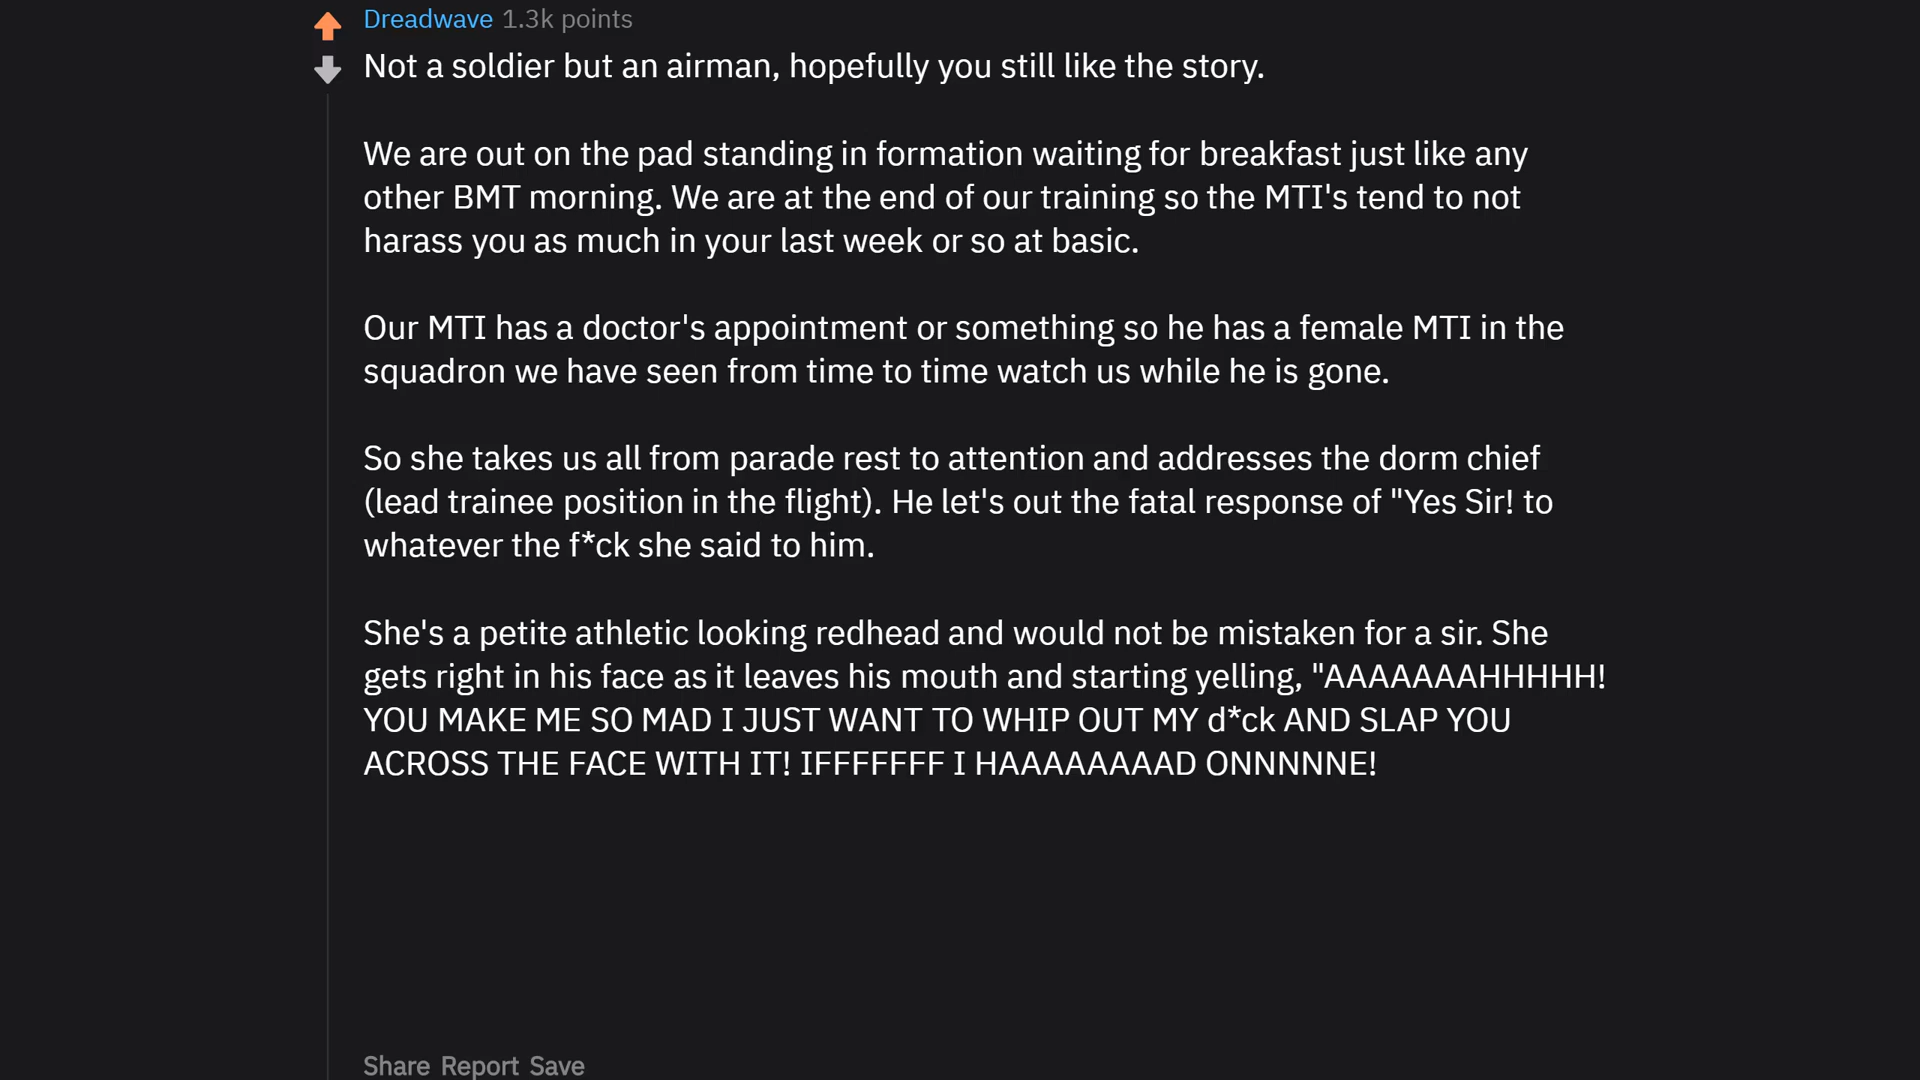 Dreadwave 1.3k points
Not a soldier but an airman, hopefully you still like the story.
We are out on the pad standing in formation waiting for breakfast just like any
other BMT morning. We are at the end of our training so the MTI's tend to not
harass you as much in your last week or so at basic.
Our MTI has a doctor's appointment or something so he has a female MTI in the
squadron we have seen from time to time watch us while he is gone.
So she takes us all from parade rest to attention and addresses the dorm chief
(lead trainee position in the flight). He let's out the fatal response of "Yes Sir! to
whatever the f*ck she said to him.
She's a petite athletic looking redhead and would not be mistaken for a sir. She
gets right in his face as it leaves his mouth and starting yelling, "AAAAAAAHHHHH!
YOU MAKE ME SO MAD I JUST WANT TO WHIP OUT MY d*ck AND SLAP YOU
ACROSS THE FACE WITH IT! IFFFFFFF I HAAAAAAAAD ONNNNNE!
Share Report Save